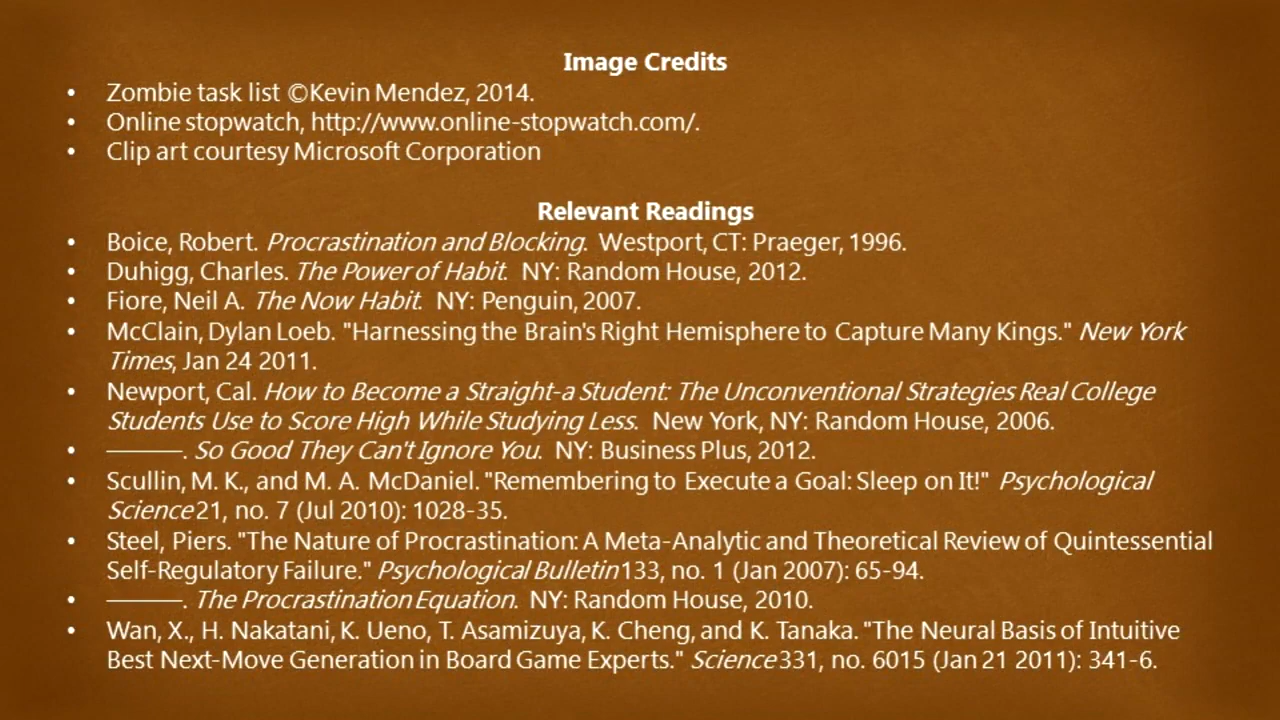 Image Credits
• Zombie task list ©Kevin Mendez, 2014.
• Online stopwatch, http://www.online-stopwatch.com/.
• Clip art courtesy Microsoft Corporation
Relevant Readings
• Boice, Robert. Procrastination and Blocking. Westport, CT: Praeger, 1996.
• Duhigg, Charles. The Power of Habit. NY: Random House, 2012.
• Fiore, Neil A. The Now Habit. NY: Penguin, 2007.
• McClain, Dylan Loeb. "Harnessing the Brain's Right Hemisphere to Capture Many Kings." New York
Times, Jan 24 2011.
• Newport, Cal. How to Become a Straight-a Student: The Unconventional Strategies Real College
Students Use to Score High While Studying Less. New York, NY: Random House, 2006.
• ———. So Good They Can't Ignore You. NY: Business Plus, 2012.
• Scullin, M. K., and M. A. McDaniel. "Remembering to Execute a Goal: Sleep on It!" Psychological
Science 21, no. 7 (Jul 2010): 1028-35.
• Steel, Piers. "The Nature of Procrastination: A Meta-Analytic and Theoretical Review of Quintessential
Self-Regulatory Failure." Psychological Bulletin 133, no. 1 (Jan 2007): 65-94.
• ———. The Procrastination Equation. NY: Random House, 2010.
• Wan, X., H. Nakatani, K. Ueno, T. Asamizuya, K. Cheng, and K. Tanaka. "The Neural Basis of Intuitive
Best Next-Move Generation in Board Game Experts." Science 331, no. 6015 (Jan 21 2011): 341-6.